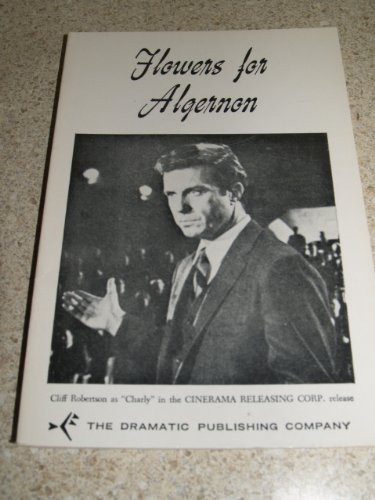 Flowers for
Algernon
Cliff Robertson as "Charly" in the CINERAMA RELEASING CORP. release
THE DRAMATIC PUBLISHING COMPANY